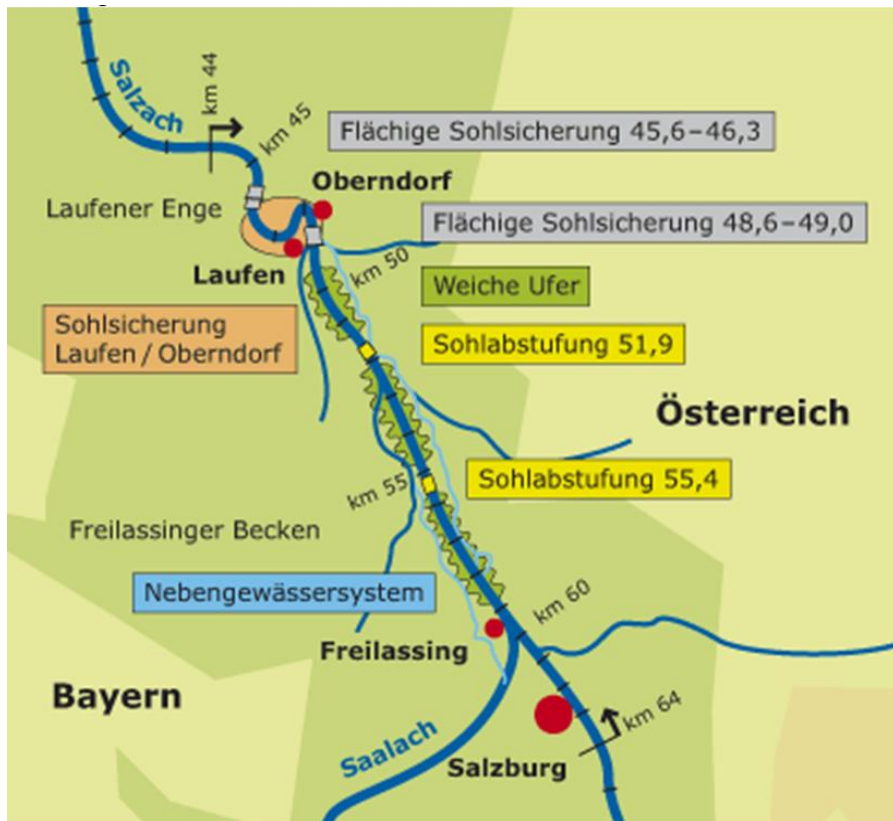 km 44
Salzach
km 45
Flächige Sohlsicherung 45,6–46,3
Oberndorf
Laufener Enge
Flächige Sohlsicherung 48,6–49,0
Laufen
km 50
Weiche Ufer
Sohlsicherung
Laufen / Oberndorf
Sohlabstufung 51,9
Österreich
Sohlabstufung 55,4
km 55
Freilassinger Becken
Nebengewässersystem
km 60
Freilassing
Bayern
km 64
Saalach
Salzburg